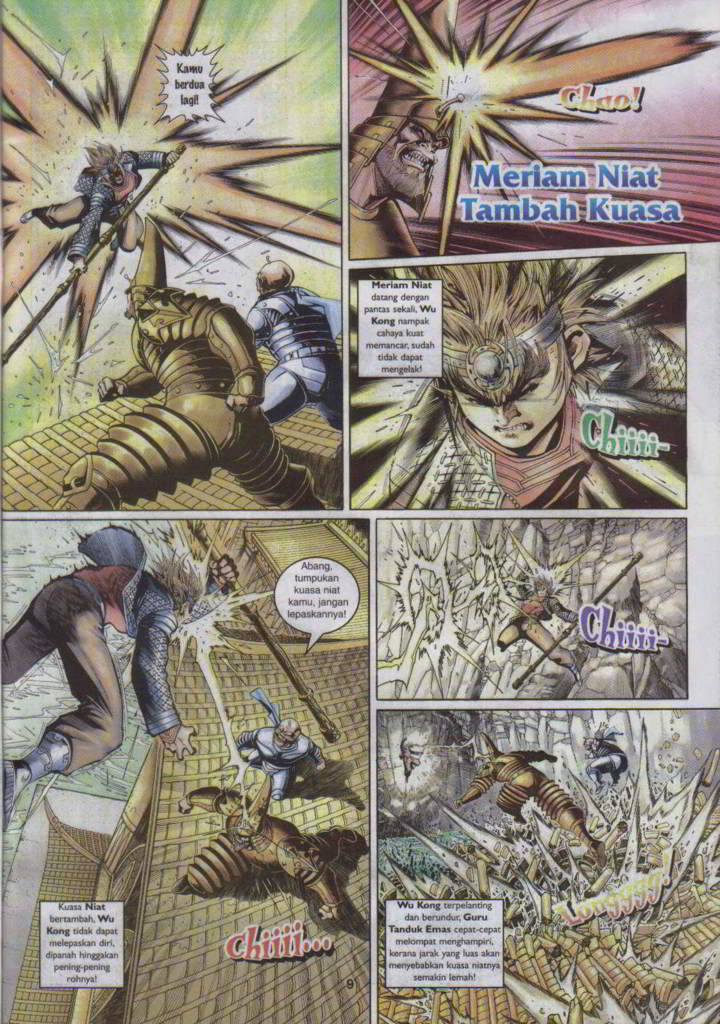 Kamu
berdua
lagi!
Chao!
Meriam Niat
Tambah Kuasa
Meriam Niat
datang dengan
pantas sekali, Wu
Kong nampak
cahaya kuat
memancar, sudah
tidak dapat
mengelak!
Chiiii-
Abang,
tumpukan
kuasa niat
kamu, jangan
lepaskannya!
Kuasa Niat
bertambah, Wu
Kong tidak dapat
melepaskan diri,
dipanah hinggakan
pening-pening
rohnya!
Chiiii...
9
Chiiii-
Wu Kong terpelanting
dan berundur, Guru
Tanduk Emas cepat-cepat
melompat menghampiri,
kerana jarak yang luas akan
menyebabkan kuasa niatnya
semakin lemah!
Longggg!